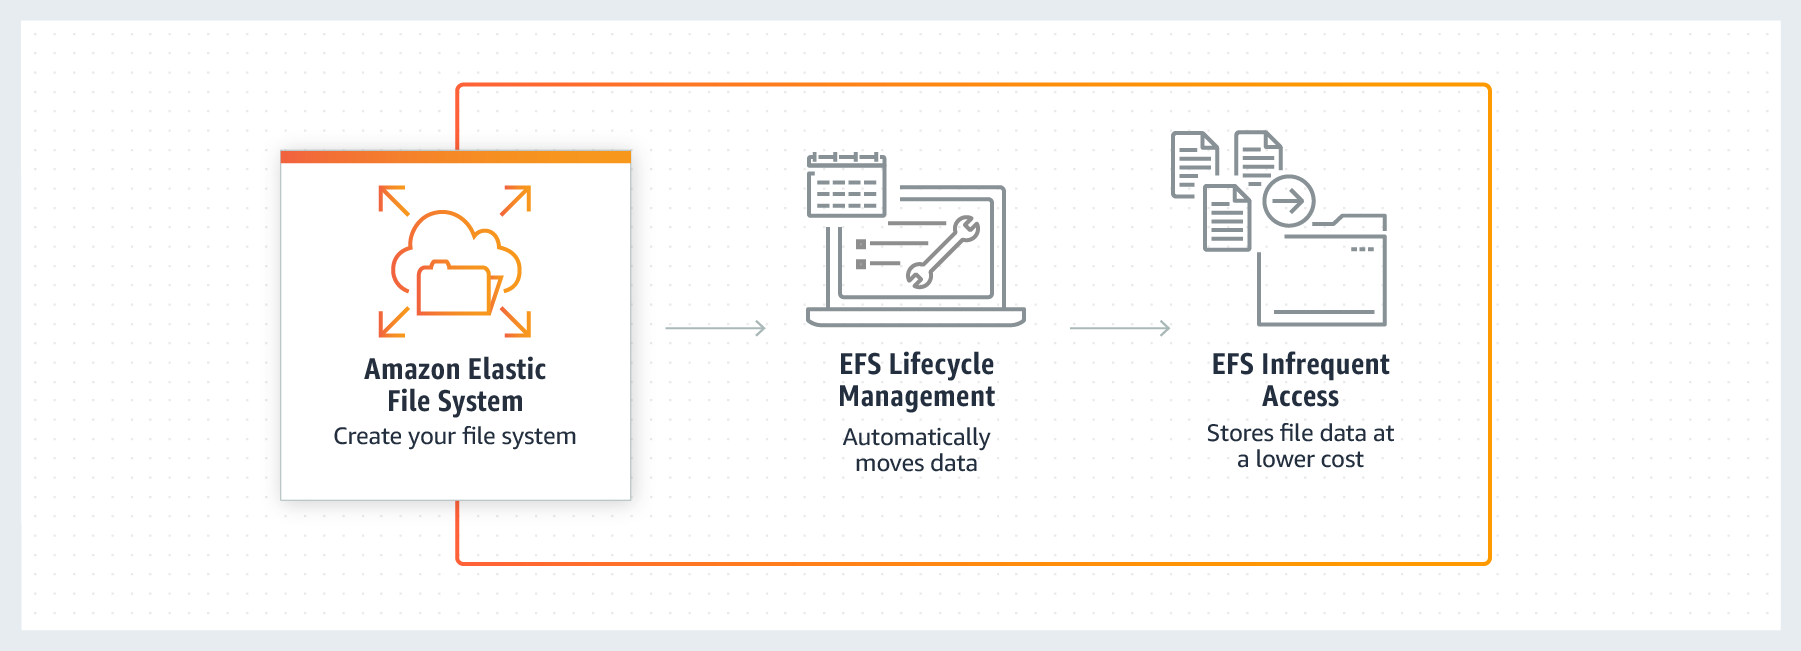 Amazon Elastic
File System
Create your file system
EFS Lifecycle
Management
Automatically
moves data
EFS Infrequent
Access
Stores file data at
a lower cost